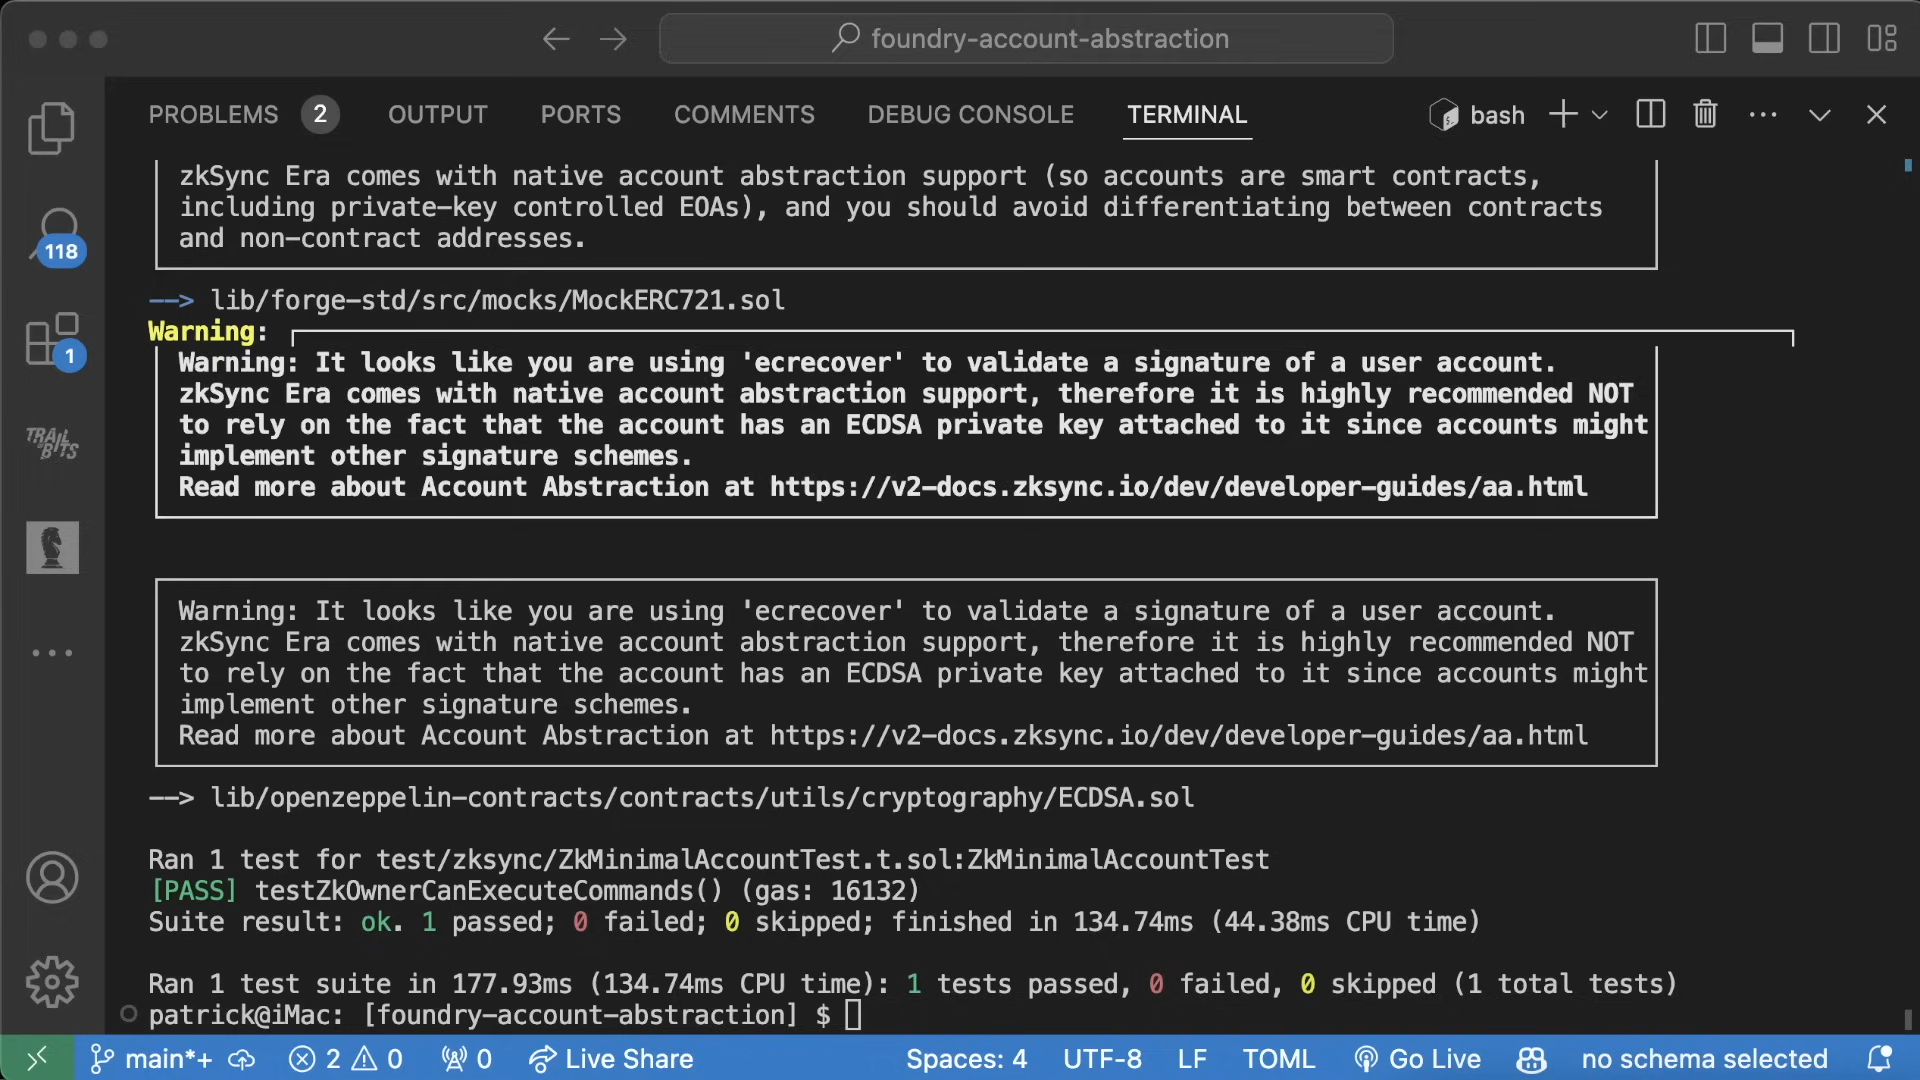 foundry-account-abstraction
PROBLEMS 2 OUTPUT PORTS COMMENTS DEBUG CONSOLE TERMINAL bash
zkSync Era comes with native account abstraction support (so accounts are smart contracts,
including private-key controlled EOAs), and you should avoid differentiating between contracts
and non-contract addresses.
--> lib/forge-std/src/mocks/MockERC721.sol
Warning:
Warning: It looks like you are using 'ecrecover' to validate a signature of a user account.
zkSync Era comes with native account abstraction support, therefore it is highly recommended NOT
to rely on the fact that the account has an ECDSA private key attached to it since accounts might
implement other signature schemes.
Read more about Account Abstraction at https://v2-docs.zksync.io/dev/developer-guides/aa.html
Warning: It looks like you are using 'ecrecover' to validate a signature of a user account.
zkSync Era comes with native account abstraction support, therefore it is highly recommended NOT
to rely on the fact that the account has an ECDSA private key attached to it since accounts might
implement other signature schemes.
Read more about Account Abstraction at https://v2-docs.zksync.io/dev/developer-guides/aa.html
--> lib/openzeppelin-contracts/contracts/utils/cryptography/ECDSA.sol
Ran 1 test for test/zksync/ZkMinimalAccountTest.t.sol:ZkMinimalAccountTest
[PASS] testZkOwnerCanExecuteCommands() (gas: 16132)
Suite result: ok. 1 passed; 0 failed; 0 skipped; finished in 134.74ms (44.38ms CPU time)
Ran 1 test suite in 177.93ms (134.74ms CPU time): 1 tests passed, 0 failed, 0 skipped (1 total tests)
patrick@iMac: [foundry-account-abstraction] $
118
1
TRAIL OF BITS
main*+ 2 0 0 Live Share Spaces: 4 UTF-8 LF TOML Go Live no schema selected